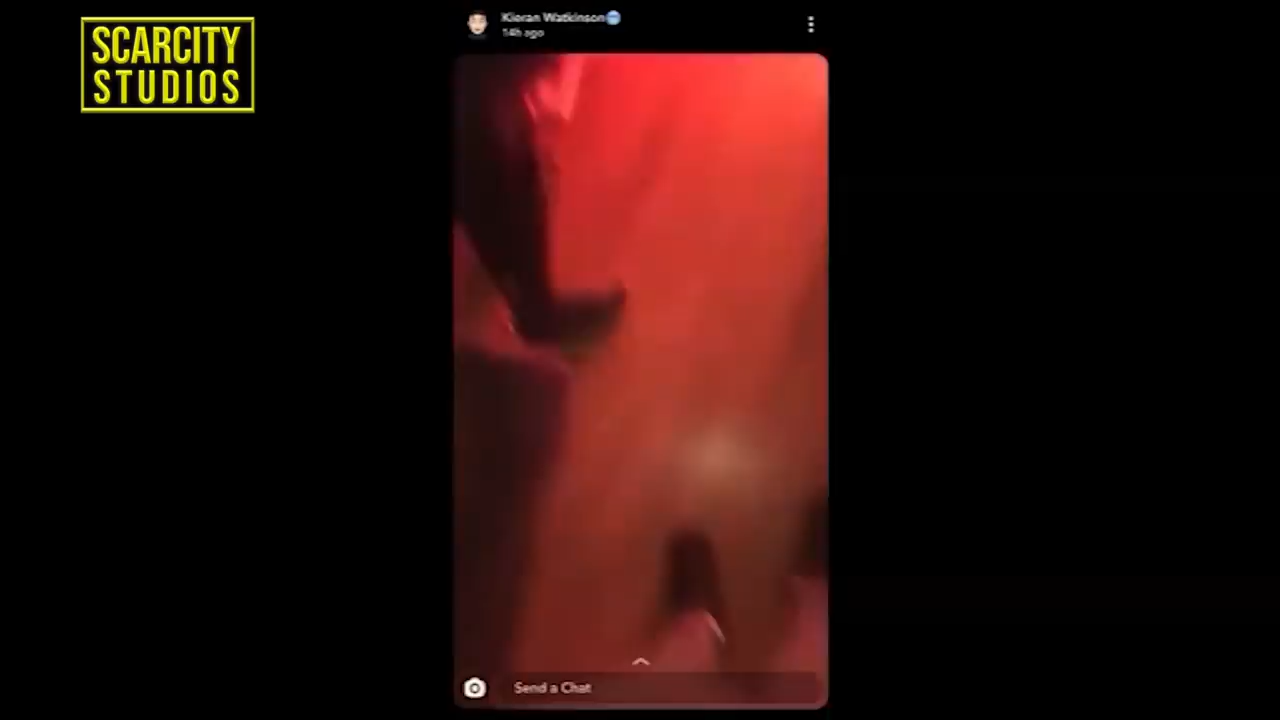 SCARCITY
STUDIOS
Kieran Watkinson
14h ago
Send a Chat